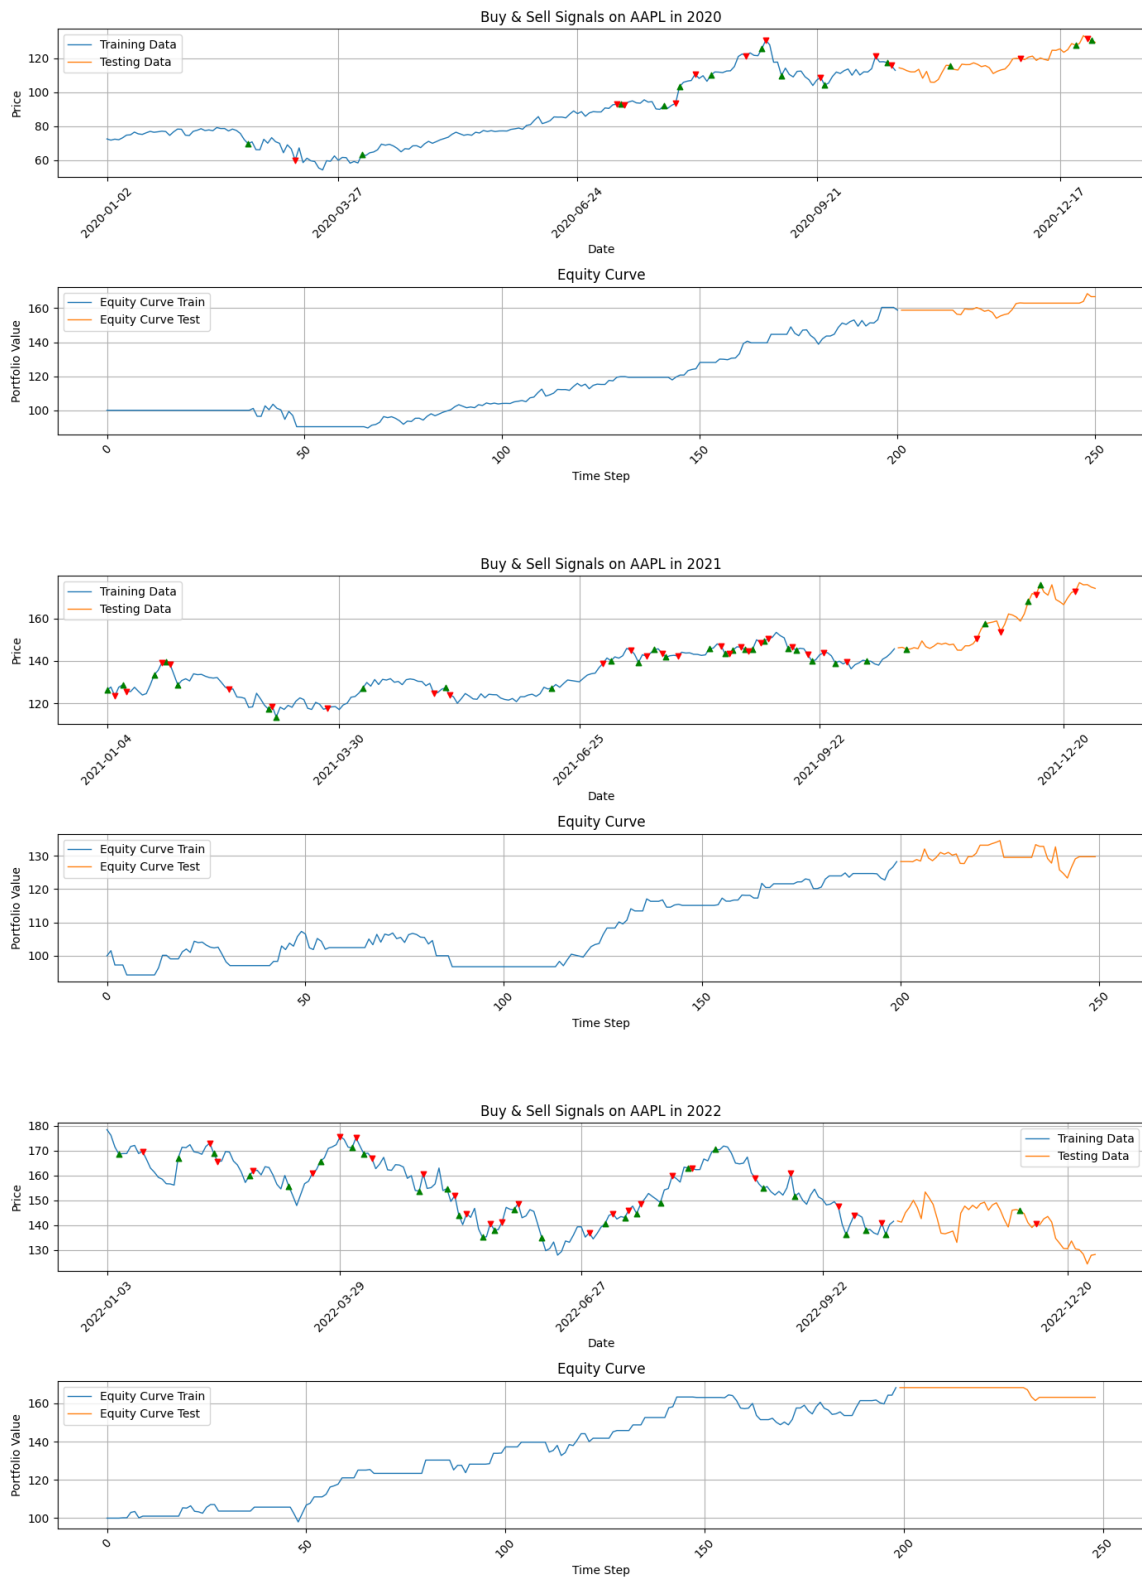 Buy & Sell Signals on AAPL in 2020
Training Data
Testing Data
Price
120
100
80
60
2020-01-02
2020-03-27
2020-06-24
2020-09-21
2020-12-17
Date
Equity Curve
Equity Curve Train
Equity Curve Test
Portfolio Value
160
140
120
100
0
50
100
150
200
250
Time Step
Buy & Sell Signals on AAPL in 2021
Training Data
Testing Data
Price
160
140
120
2021-01-04
2021-03-30
2021-06-25
2021-09-22
2021-12-20
Date
Equity Curve
Equity Curve Train
Equity Curve Test
Portfolio Value
130
120
110
100
0
50
100
150
200
250
Time Step
Buy & Sell Signals on AAPL in 2022
Training Data
Testing Data
Price
180
170
160
150
140
130
2022-01-03
2022-03-29
2022-06-27
2022-09-22
2022-12-20
Date
Equity Curve
Equity Curve Train
Equity Curve Test
Portfolio Value
160
140
120
100
0
50
100
150
200
250
Time Step